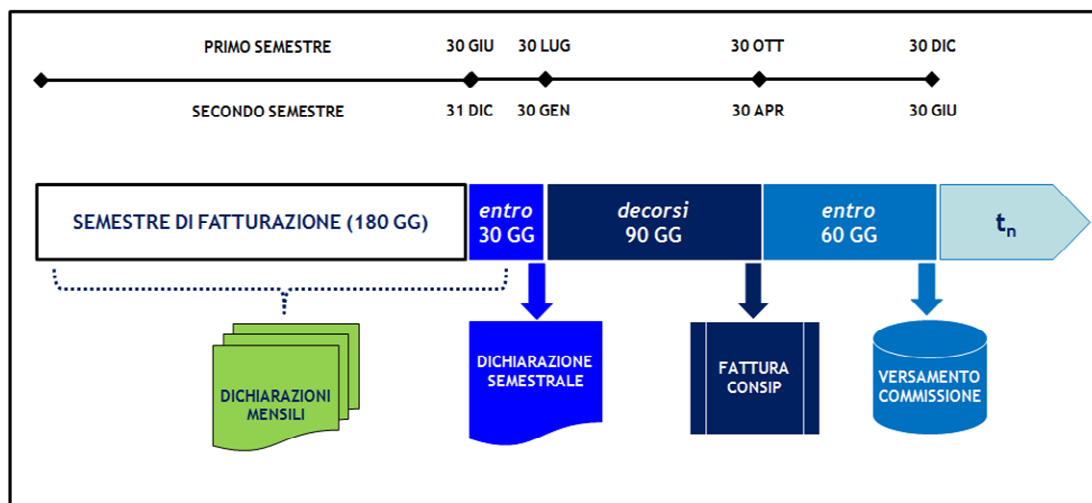 PRIMO SEMESTRE
30 GIU
30 LUG
30 OTT
30 DIC
SECONDO SEMESTRE
31 DIC
30 GEN
30 APR
30 GIU
SEMESTRE DI FATTURAZIONE (180 GG)
entro
30 GG
decorsi
90 GG
entro
60 GG
tn
DICHIARAZIONI
MENSILI
DICHIARAZIONE
SEMESTRALE
FATTURA
CONSIP
VERSAMENTO
COMMISSIONE